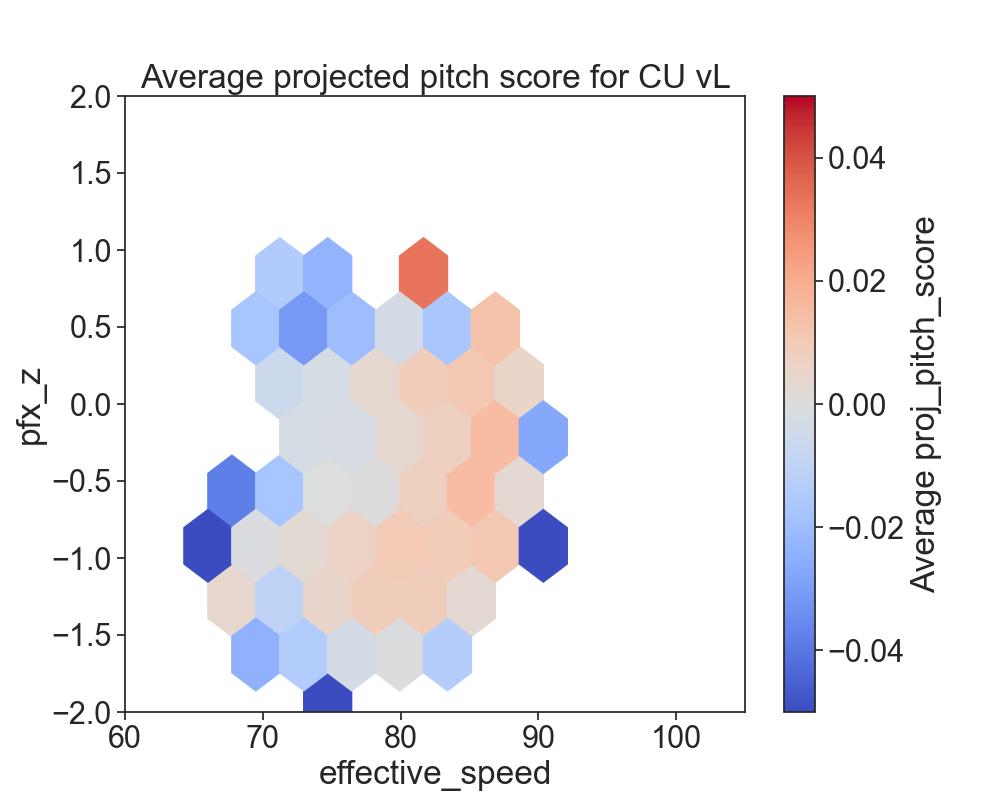 Average projected pitch score for CU vL
2.0
1.5
1.0
0.5
0.0
−0.5
−1.0
−1.5
−2.0
pfx_z
60 70 80 90 100
effective_speed
0.04
0.02
0.00
−0.02
−0.04
Average proj_pitch_score